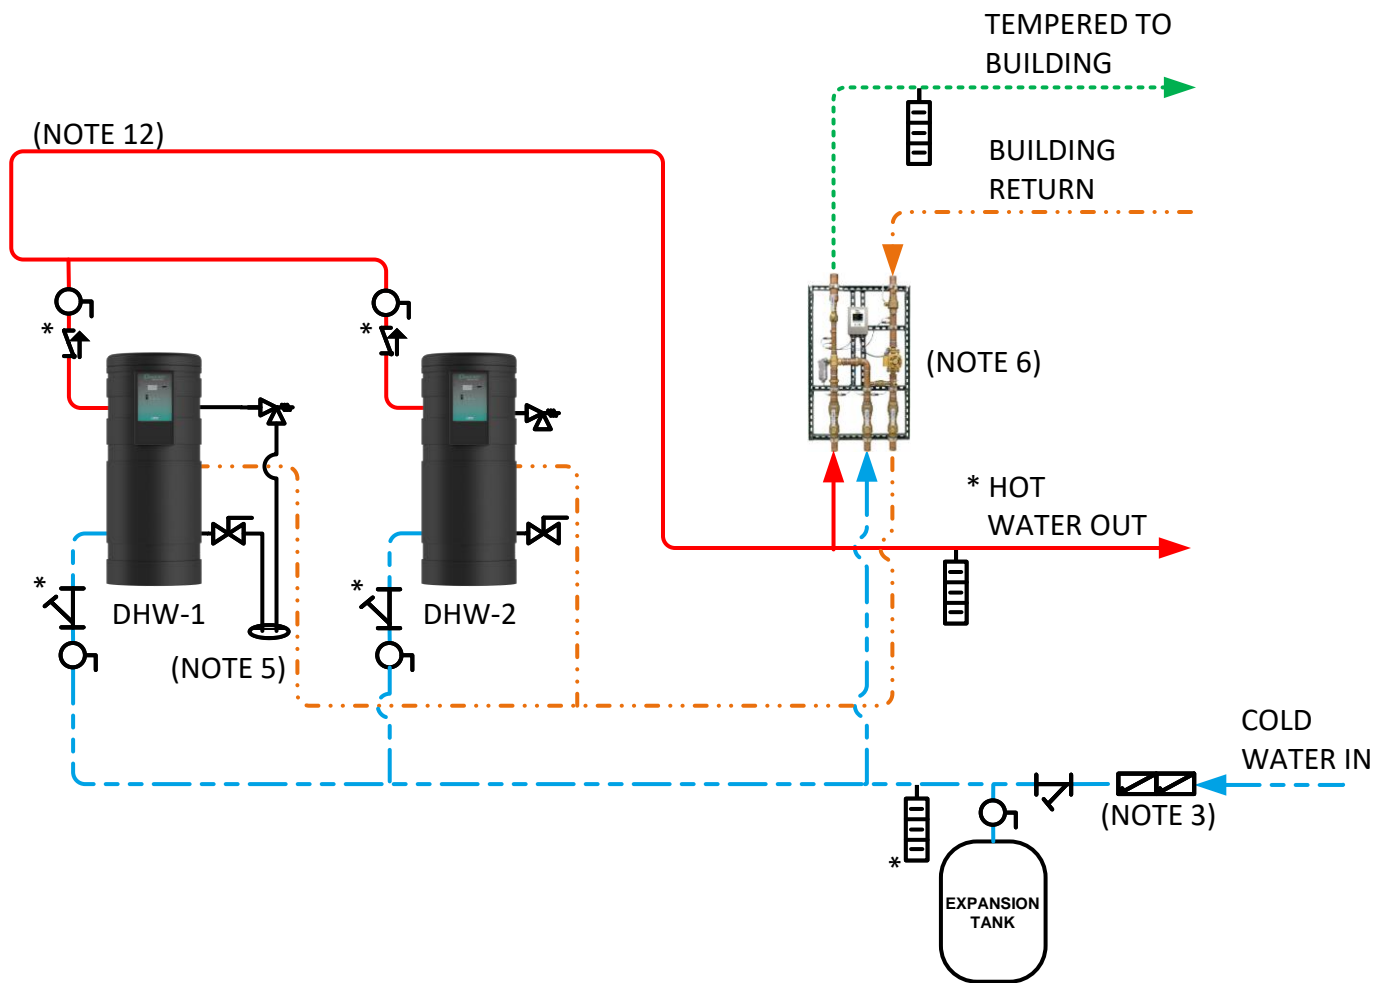 TEMPERED TO
BUILDING
(NOTE 12)
BUILDING
RETURN
*
*
(NOTE 6)
* HOT
WATER OUT
*
*
DHW-1
DHW-2
(NOTE 5)
COLD
WATER IN
(NOTE 3)
*
EXPANSION
TANK